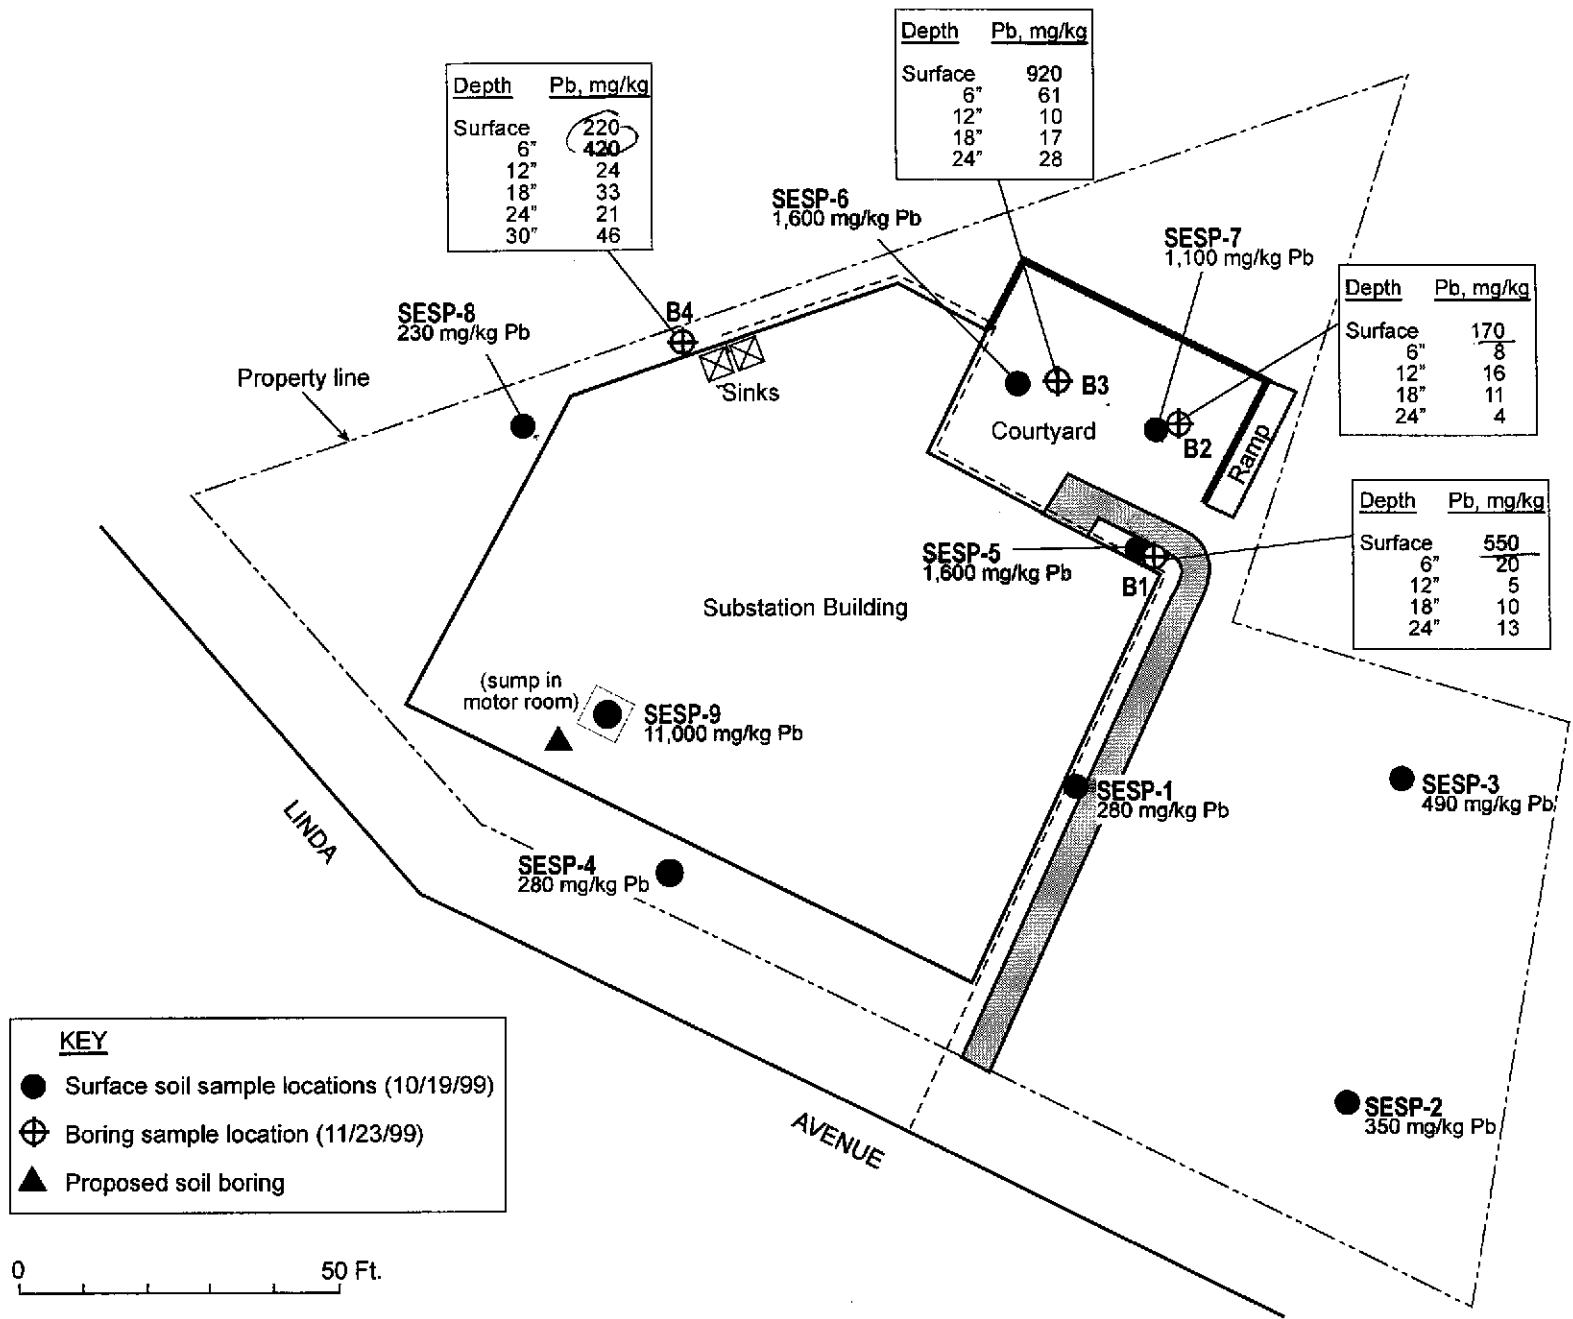 Depth Pb, mg/kg
Surface 920
6" 61
12" 10
18" 17
24" 28
Depth Pb, mg/kg
Surface 220
6" 420
12" 24
18" 33
24" 21
30" 46
SESP-6
1,600 mg/kg Pb
SESP-7
1,100 mg/kg Pb
Depth Pb, mg/kg
Surface 170
6" 8
12" 16
18" 11
24" 4
SESP-8
230 mg/kg Pb
B4
Property line
Sinks
B3
Courtyard
B2
Ramp
Depth Pb, mg/kg
Surface 550
6" 20
12" 5
18" 10
24" 13
SESP-5
1,600 mg/kg Pb
B1
Substation Building
(sump in
motor room)
SESP-9
11,000 mg/kg Pb
SESP-1
280 mg/kg Pb
SESP-3
490 mg/kg Pb
LINDA
SESP-4
280 mg/kg Pb
SESP-2
350 mg/kg Pb
AVENUE
KEY
Surface soil sample locations (10/19/99)
Boring sample location (11/23/99)
Proposed soil boring
0 50 Ft.